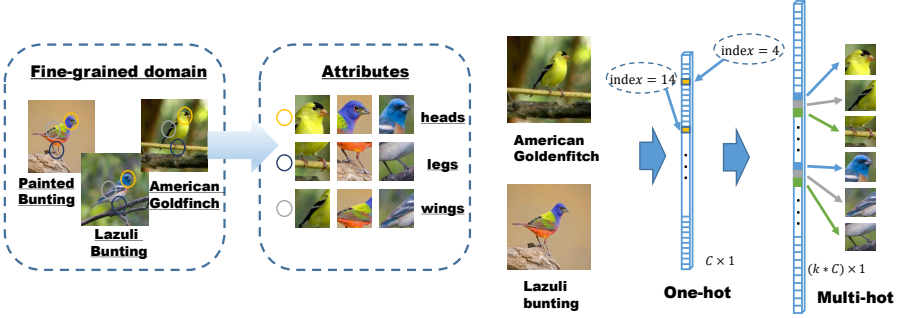 Fine-grained domain
Painted
Bunting
American
Goldfinch
Lazuli
Bunting
Attributes
heads
legs
wings
American
Goldenfitch
Lazuli
bunting
index = 4
index = 14
C × 1
One-hot
(k * C) × 1
Multi-hot